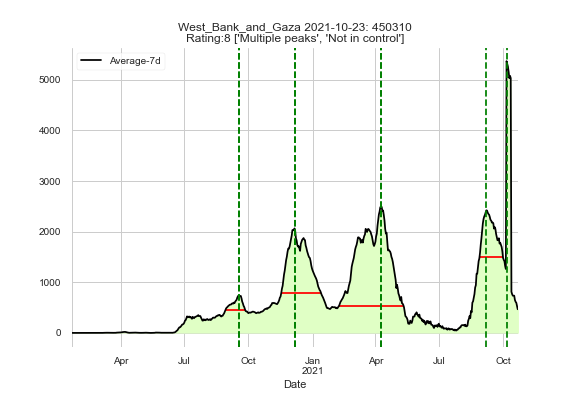 West_Bank_and_Gaza 2021-10-23: 450310
Rating:8 ['Multiple peaks', 'Not in control']
Average-7d
5000
4000
3000
2000
1000
0
Apr Jul Oct Jan Apr Jul Oct
2021
Date